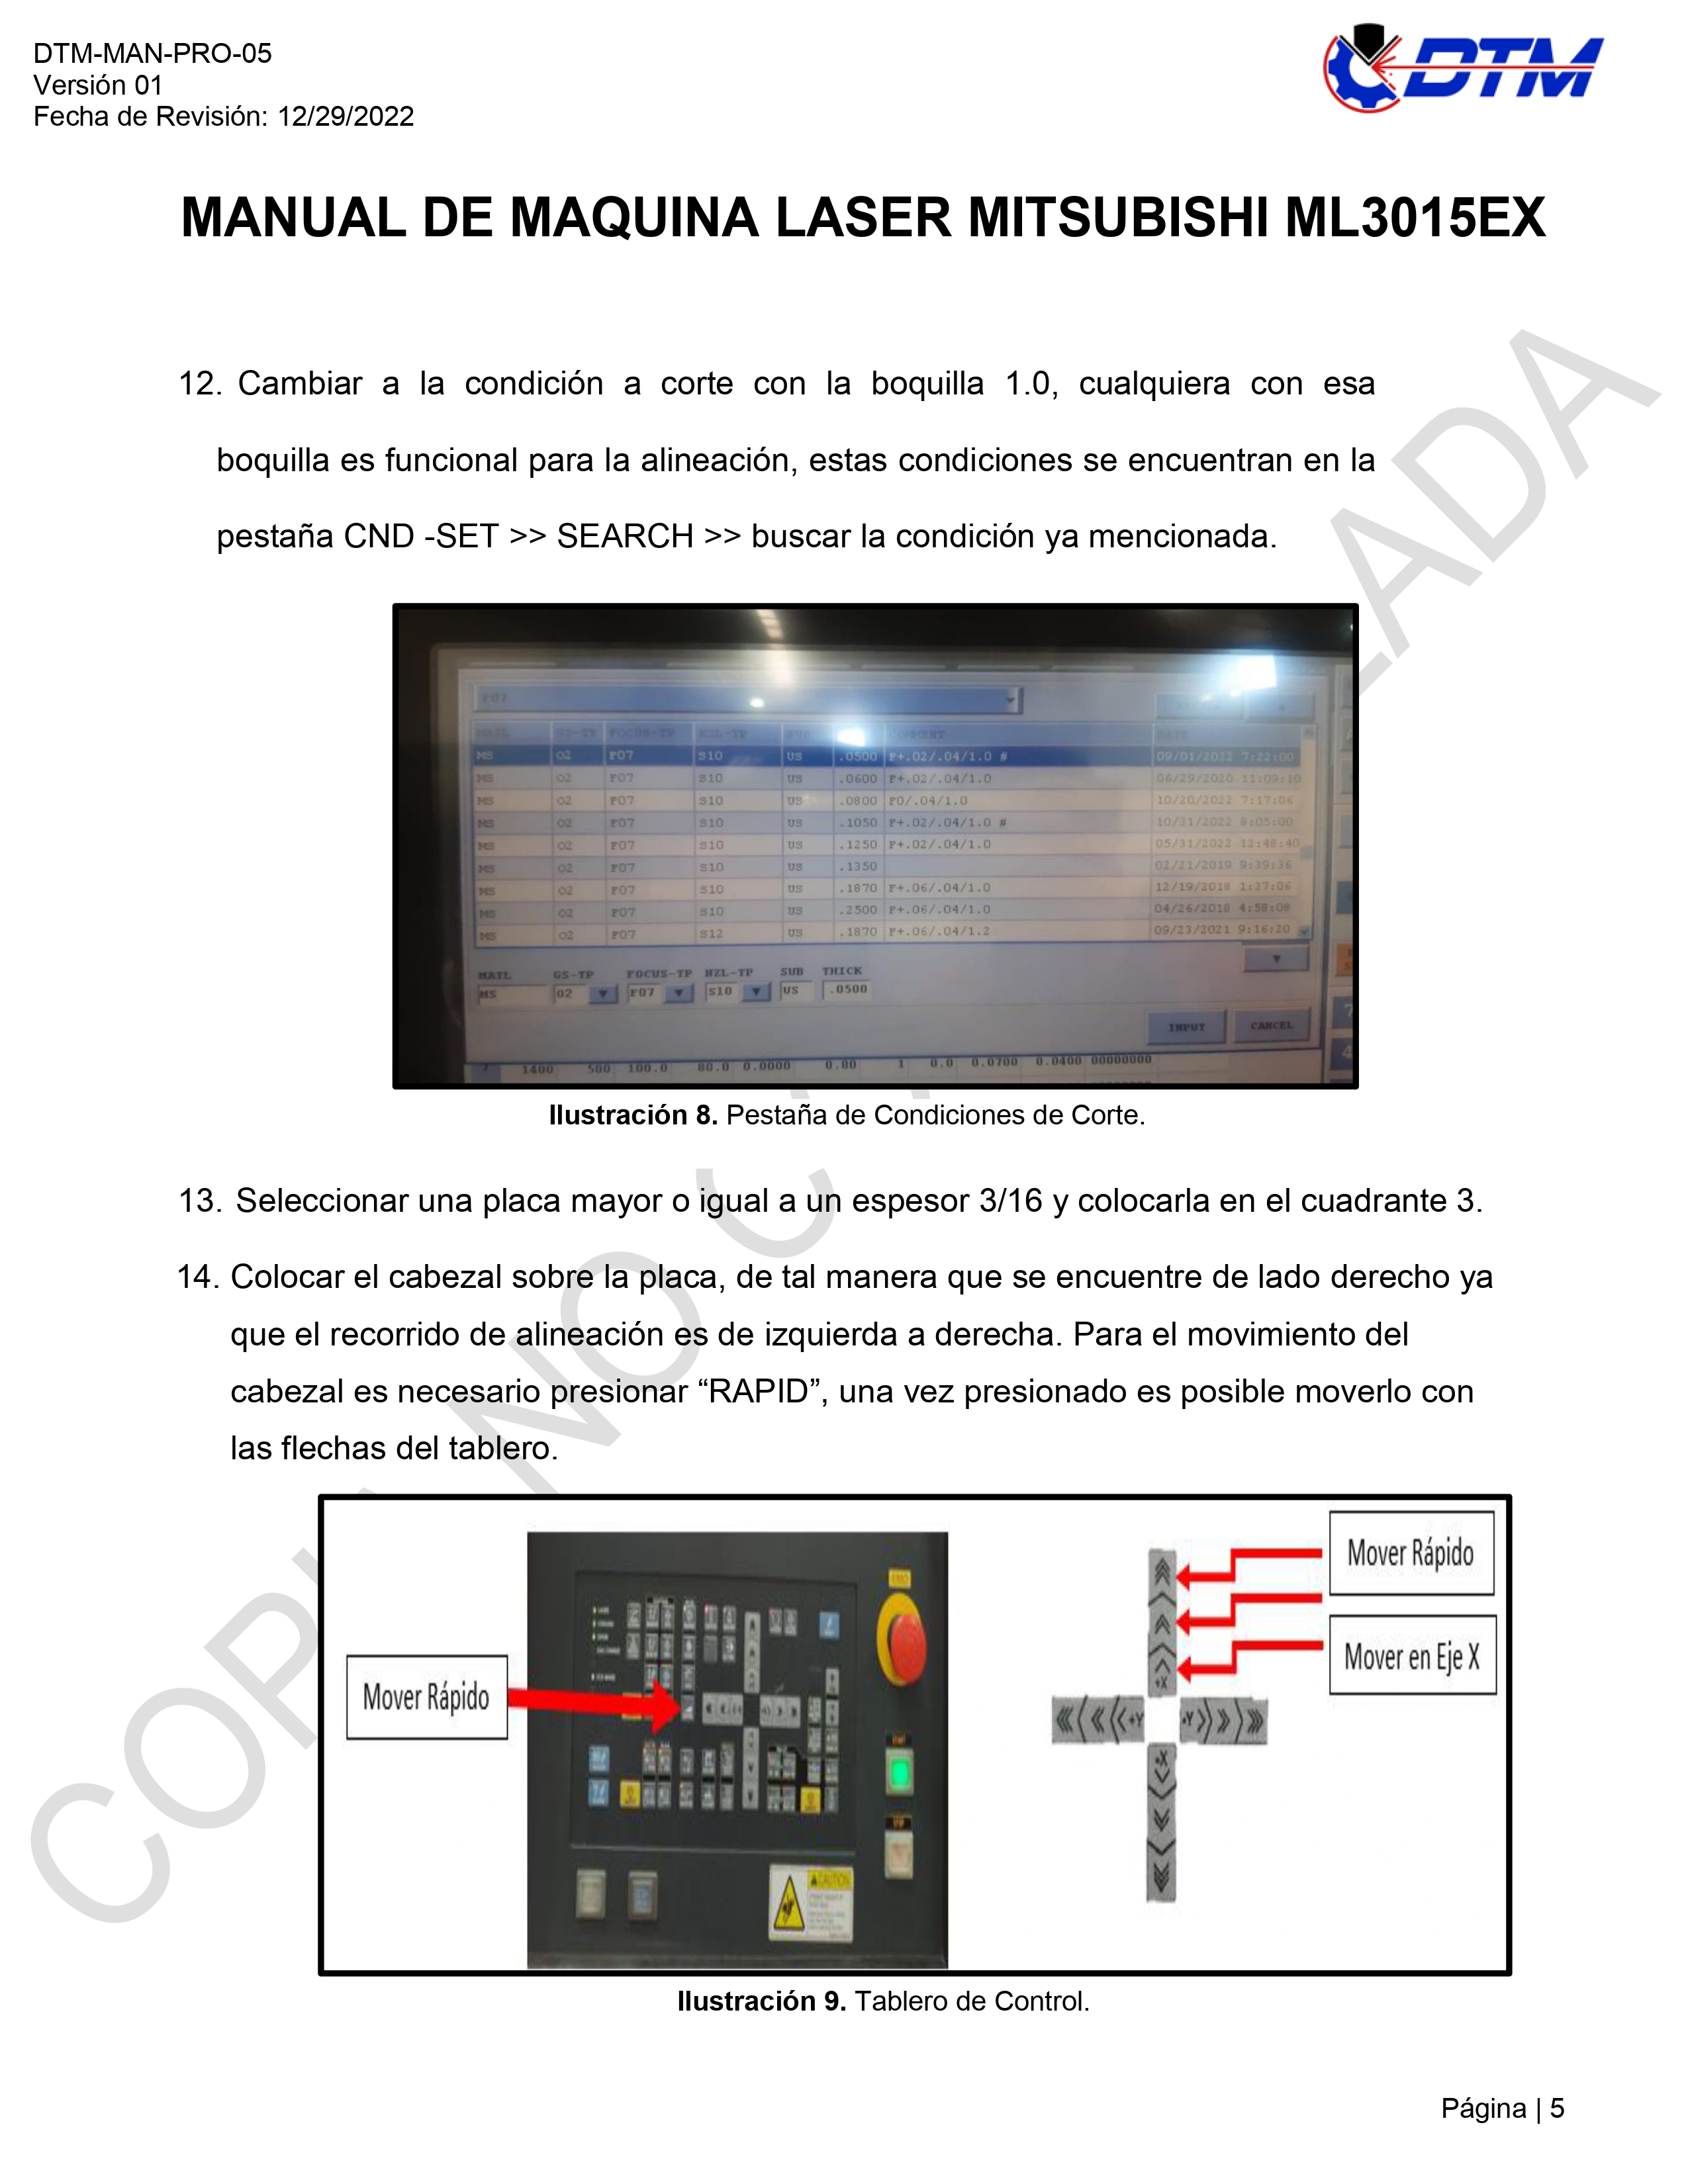 DTM-MAN-PRO-05
Versión 01
Fecha de Revisión: 12/29/2022
DTM
MANUAL DE MAQUINA LASER MITSUBISHI ML3015EX
12. Cambiar a la condición a corte con la boquilla 1.0, cualquiera con esa
boquilla es funcional para la alineación, estas condiciones se encuentran en la
pestaña CND -SET >> SEARCH >> buscar la condición ya mencionada.
F07
MATL GS-TP FOCUS-TP NZL-TP SUB COMMENT DATE
MS O2 F07 S10 US .0500 F+.02/.04/1.0 # 09/01/2022 7:22:00
MS O2 F07 S10 US .0600 F+.02/.04/1.0 06/29/2020 11:09:10
MS O2 F07 S10 US .0800 F0/.04/1.0 10/20/2022 7:17:06
MS O2 F07 S10 US .1050 F+.02/.04/1.0 # 10/31/2022 8:05:00
MS O2 F07 S10 US .1250 F+.02/.04/1.0 05/31/2022 12:48:40
MS O2 F07 S10 US .1350 02/21/2019 9:39:36
MS O2 F07 S10 US .1870 F+.06/.04/1.0 12/19/2018 1:37:06
MS O2 F07 S10 US .2500 F+.06/.04/1.0 04/26/2018 4:58:08
MS O2 F07 S12 US .1870 F+.06/.04/1.2 09/23/2021 9:16:20
MATL GS-TP FOCUS-TP NZL-TP SUB THICK
MS O2 F07 S10 US .0500
INPUT CANCEL
7 1400 500 100.0 80.0 0.0000 0.00 1 0.0 0.0700 0.0400 00000000
Ilustración 8. Pestaña de Condiciones de Corte.
13. Seleccionar una placa mayor o igual a un espesor 3/16 y colocarla en el cuadrante 3.
14. Colocar el cabezal sobre la placa, de tal manera que se encuentre de lado derecho ya
que el recorrido de alineación es de izquierda a derecha. Para el movimiento del
cabezal es necesario presionar “RAPID”, una vez presionado es posible moverlo con
las flechas del tablero.
Mover Rápido
CAUTION
Mover Rápido
Mover en Eje X
+X
+Y
Ilustración 9. Tablero de Control.
Página | 5